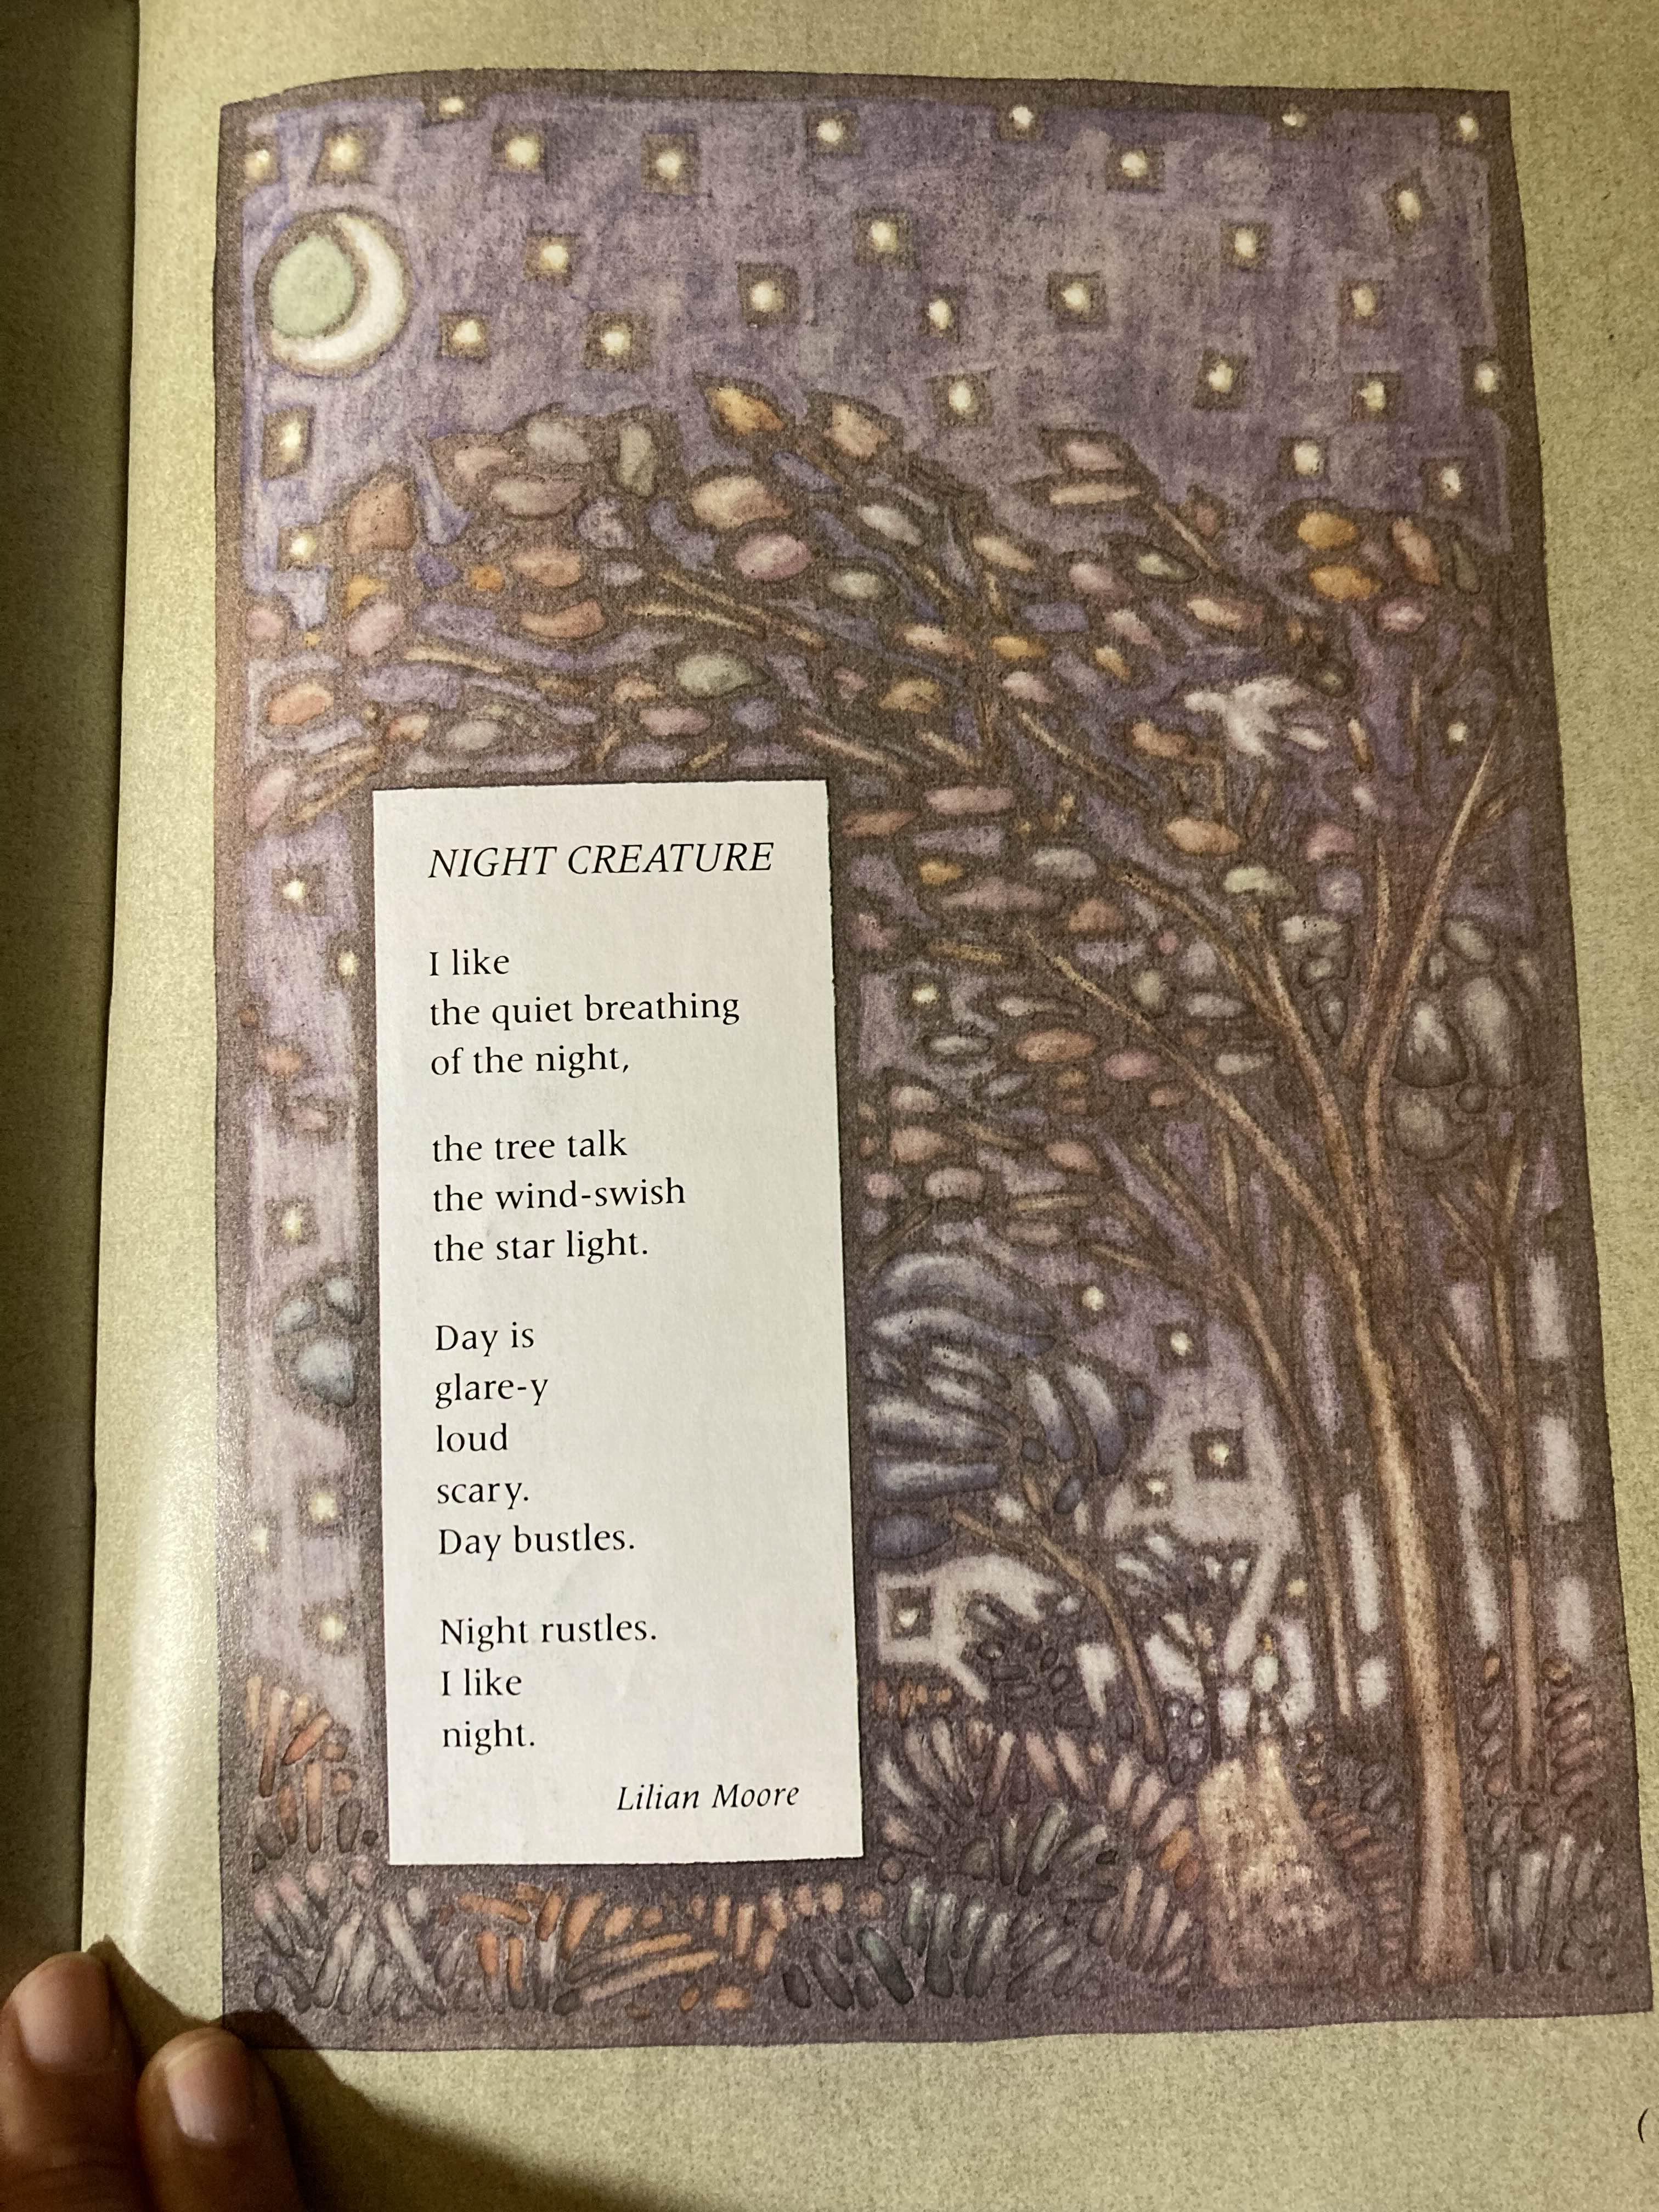 NIGHT CREATURE
I like
the quiet breathing
of the night,
the tree talk
the wind-swish
the star light.
Day is
glare-y
loud
scary.
Day bustles.
Night rustles.
I like
night.
Lilian Moore